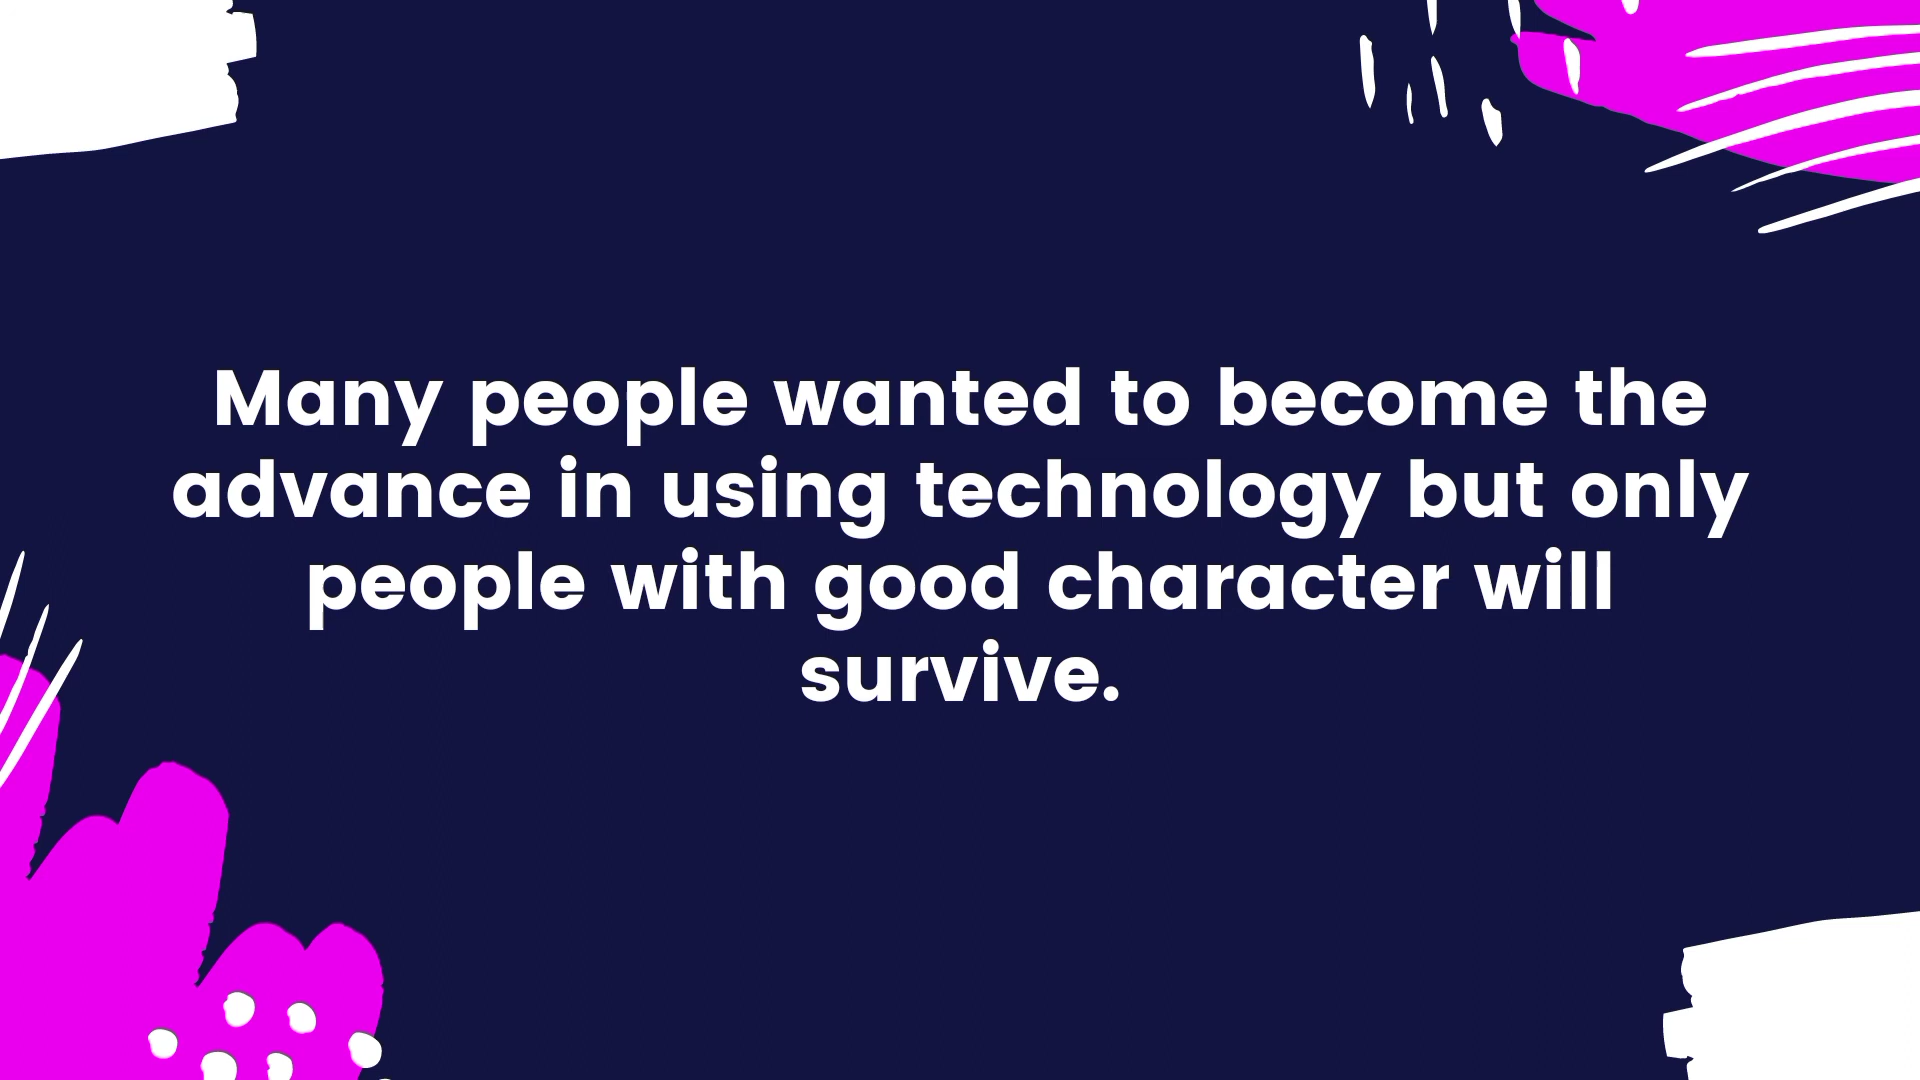 Many people wanted to become the
advance in using technology but only
people with good character will
survive.